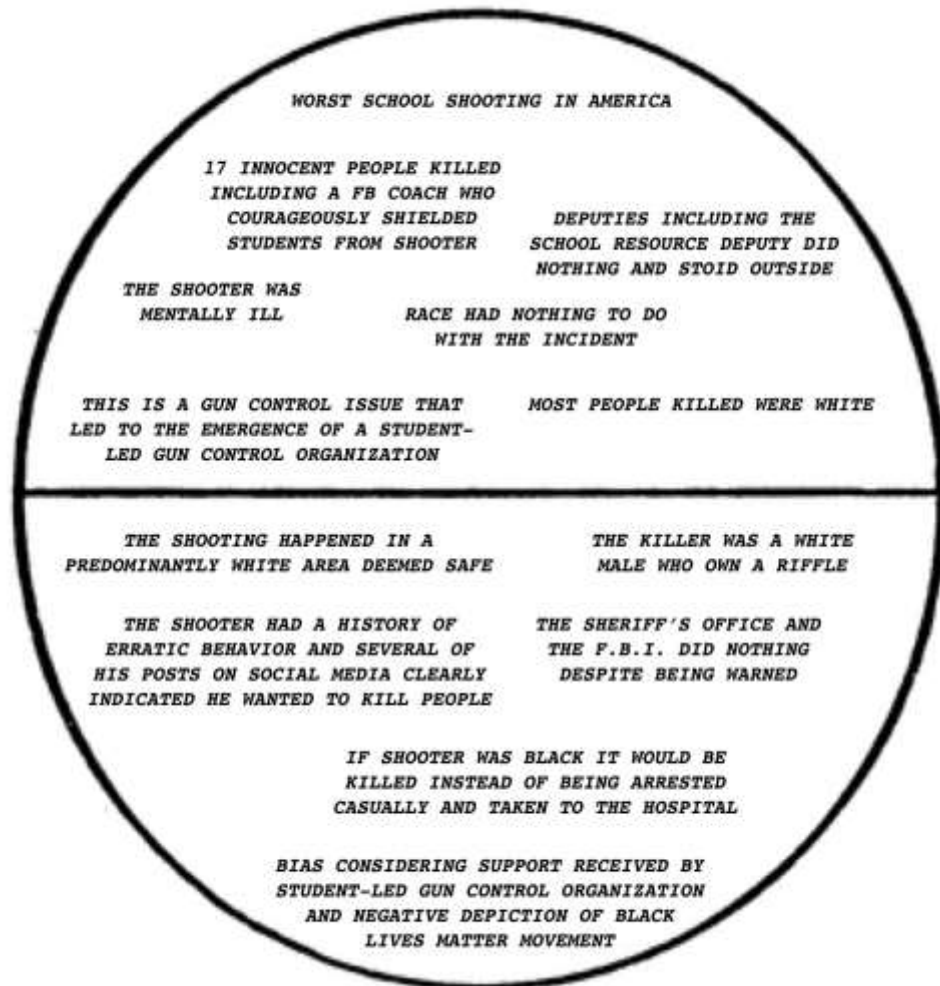 WORST SCHOOL SHOOTING IN AMERICA
17 INNOCENT PEOPLE KILLED
INCLUDING A FB COACH WHO
COURAGEOUSLY SHIELDED
STUDENTS FROM SHOOTER
DEPUTIES INCLUDING THE
SCHOOL RESOURCE DEPUTY DID
NOTHING AND STOID OUTSIDE
THE SHOOTER WAS
MENTALLY ILL
RACE HAD NOTHING TO DO
WITH THE INCIDENT
THIS IS A GUN CONTROL ISSUE THAT
LED TO THE EMERGENCE OF A STUDENT-
LED GUN CONTROL ORGANIZATION
MOST PEOPLE KILLED WERE WHITE
THE SHOOTING HAPPENED IN A
PREDOMINANTLY WHITE AREA DEEMED SAFE
THE KILLER WAS A WHITE
MALE WHO OWN A RIFFLE
THE SHOOTER HAD A HISTORY OF
ERRATIC BEHAVIOR AND SEVERAL OF
HIS POSTS ON SOCIAL MEDIA CLEARLY
INDICATED HE WANTED TO KILL PEOPLE
THE SHERIFF'S OFFICE AND
THE F.B.I. DID NOTHING
DESPITE BEING WARNED
IF SHOOTER WAS BLACK IT WOULD BE
KILLED INSTEAD OF BEING ARRESTED
CASUALLY AND TAKEN TO THE HOSPITAL
BIAS CONSIDERING SUPPORT RECEIVED BY
STUDENT-LED GUN CONTROL ORGANIZATION
AND NEGATIVE DEPICTION OF BLACK
LIVES MATTER MOVEMENT